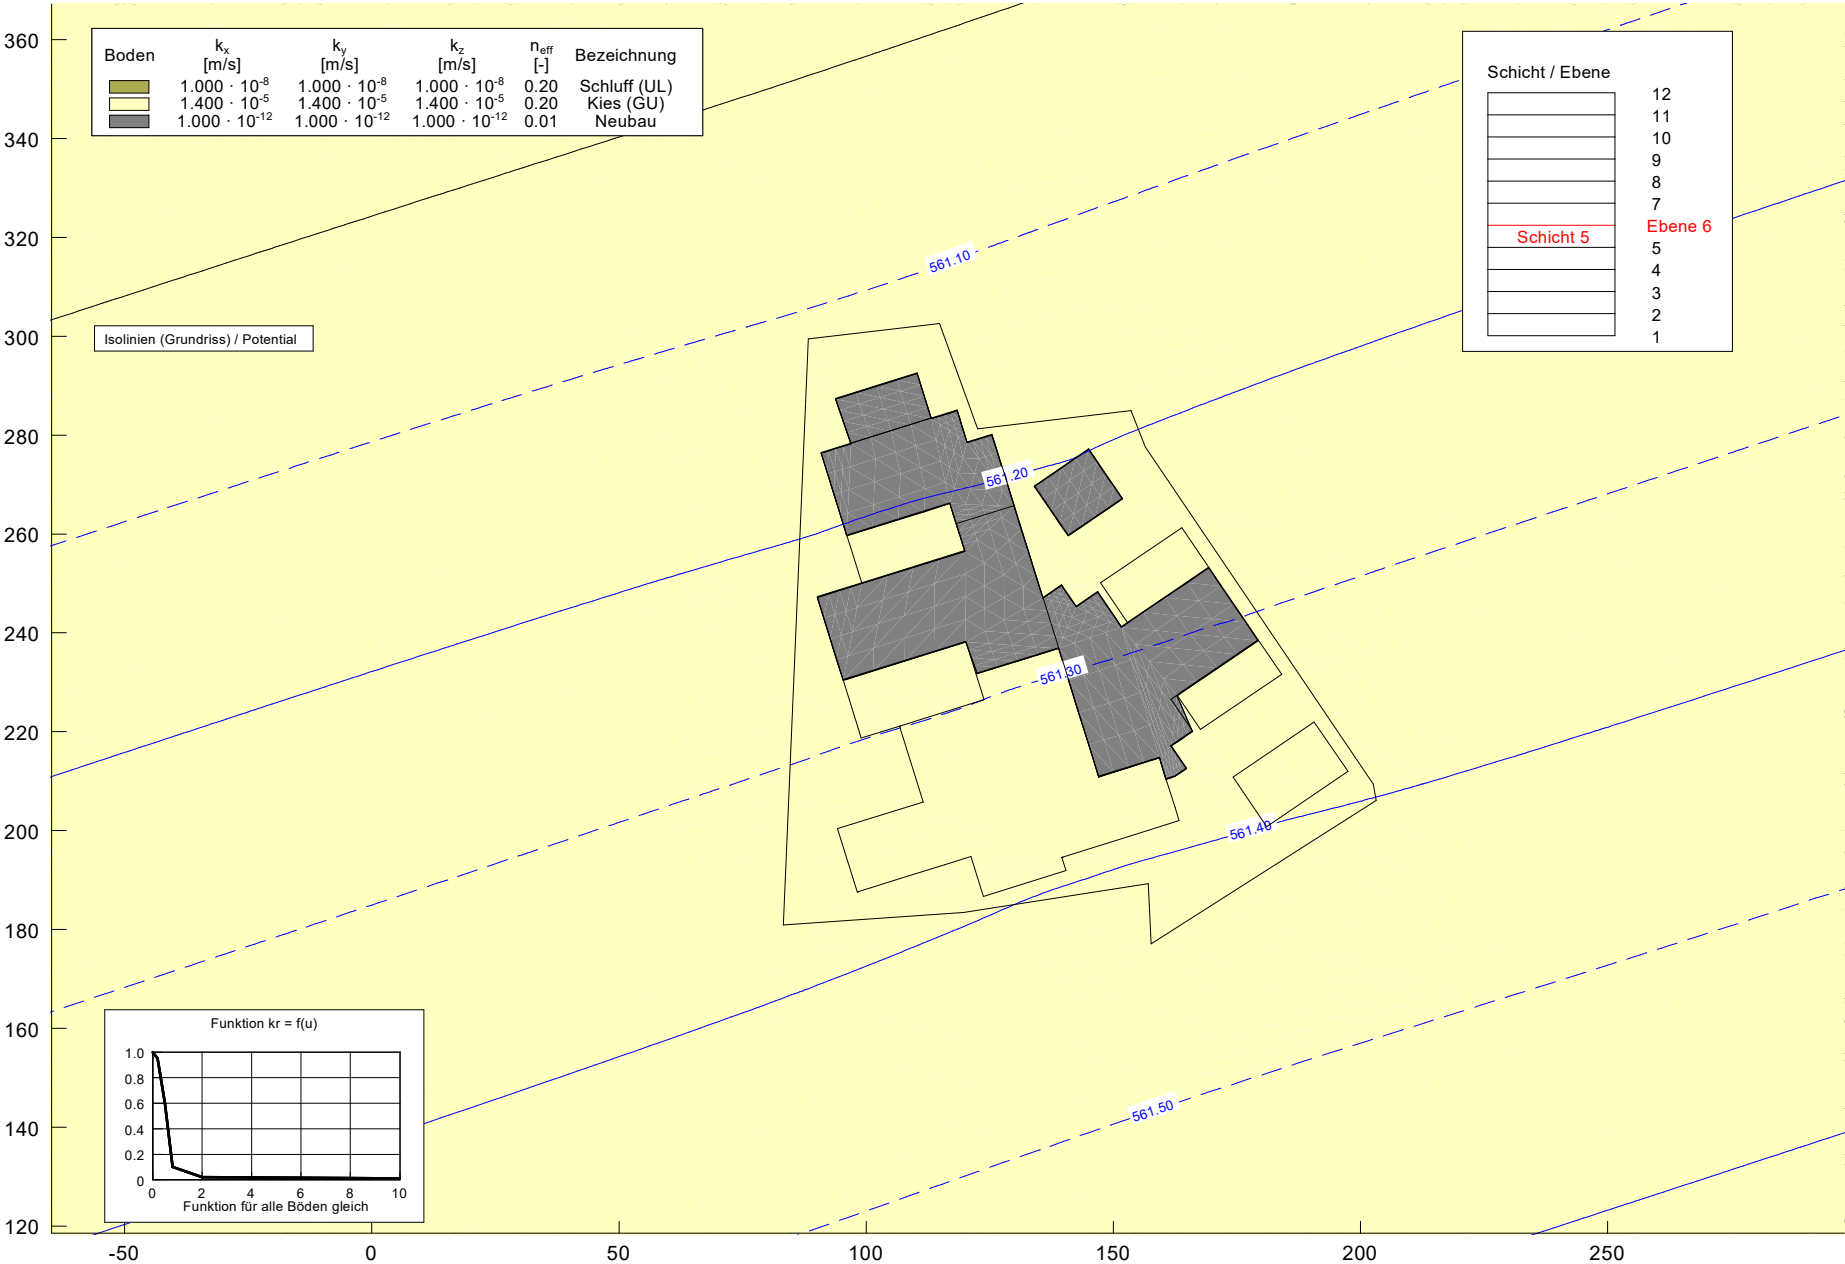 360
340
320
300
280
260
240
220
200
180
160
140
120
Boden kx [m/s] ky [m/s] kz [m/s] neff [-] Bezeichnung
1.000 · 10-8 1.000 · 10-8 1.000 · 10-8 0.20 Schluff (UL)
1.400 · 10-5 1.400 · 10-5 1.400 · 10-5 0.20 Kies (GU)
1.000 · 10-12 1.000 · 10-12 1.000 · 10-12 0.01 Neubau
Schicht / Ebene
12
11
10
9
8
7
Ebene 6
Schicht 5
5
4
3
2
1
Isolinien (Grundriss) / Potential
561.10
561.20
561.30
561.40
561.50
Funktion kr = f(u)
1.0
0.8
0.6
0.4
0.2
0
0 2 4 6 8 10
Funktion für alle Böden gleich
-50 0 50 100 150 200 250